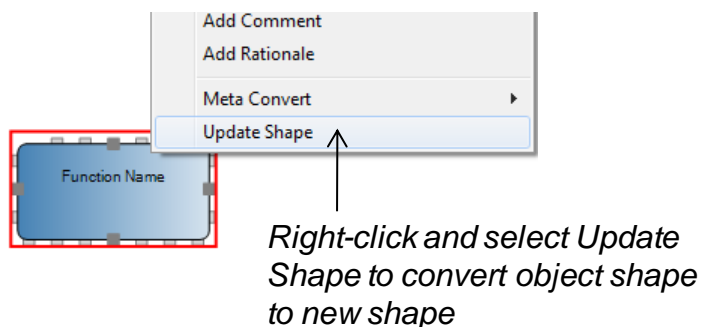 Add Comment
Add Rationale
Meta Convert
Update Shape
Function Name
Right-click and select Update
Shape to convert object shape
to new shape